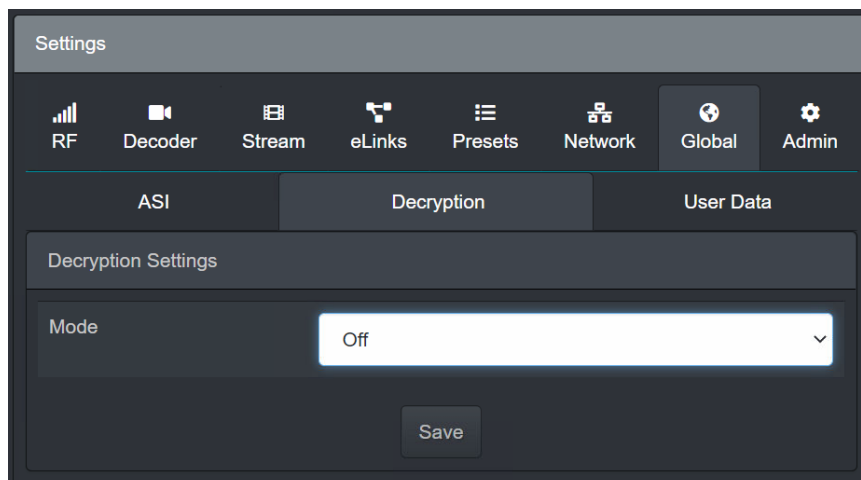 Settings
RF Decoder Stream eLinks Presets Network Global Admin
ASI Decryption User Data
Decryption Settings
Mode Off
Save